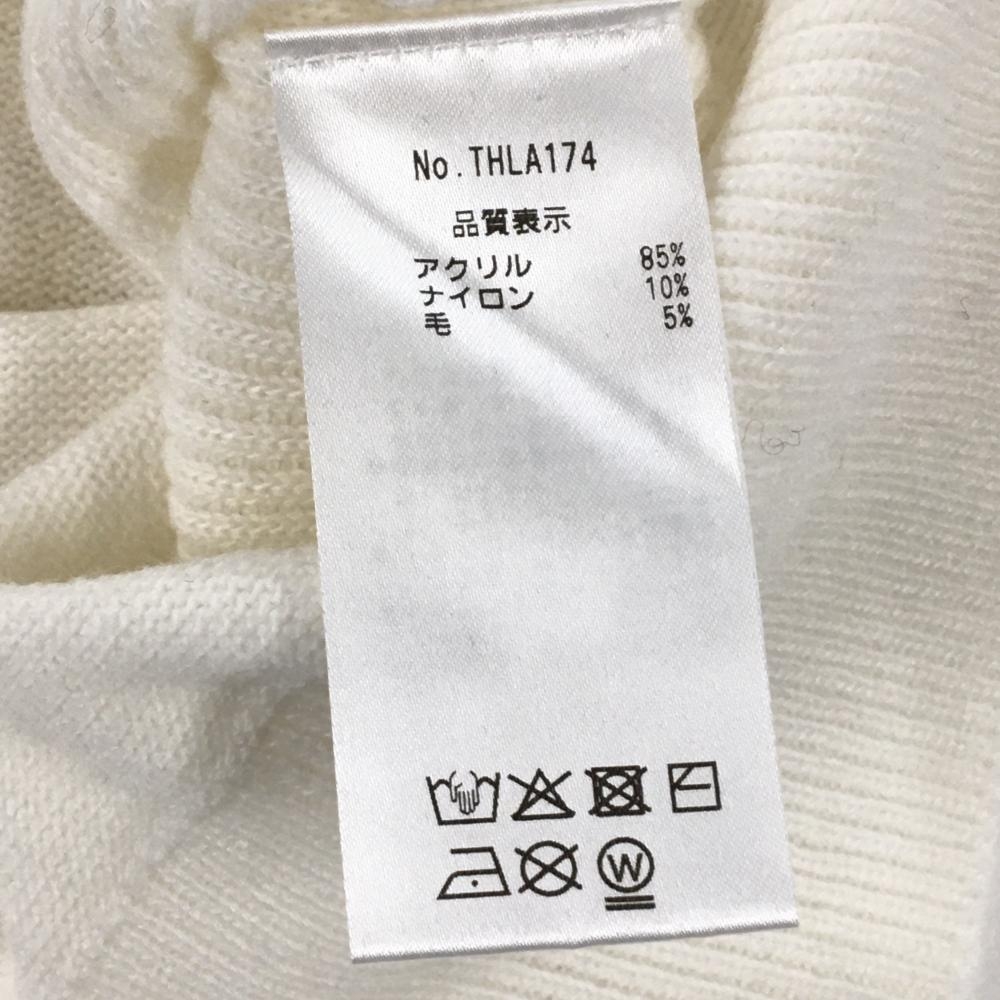 No.THLA174
品質表示
アクリル 85%
ナイロン 10%
毛 5%
W